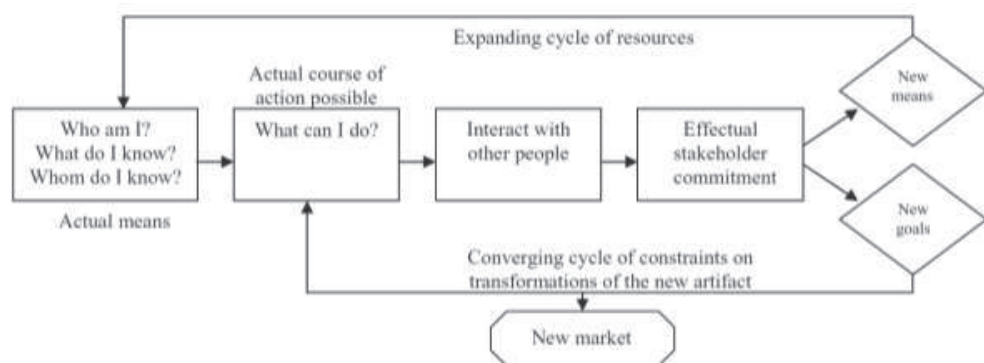 Expanding cycle of resources
New
means
Actual course of
action possible
Who am I?
What do I know?
Whom do I know?
What can I do?
Interact with
other people
Effectual
stakeholder
commitment
Actual means
New
goals
Converging cycle of constraints on
transformations of the new artifact
New market